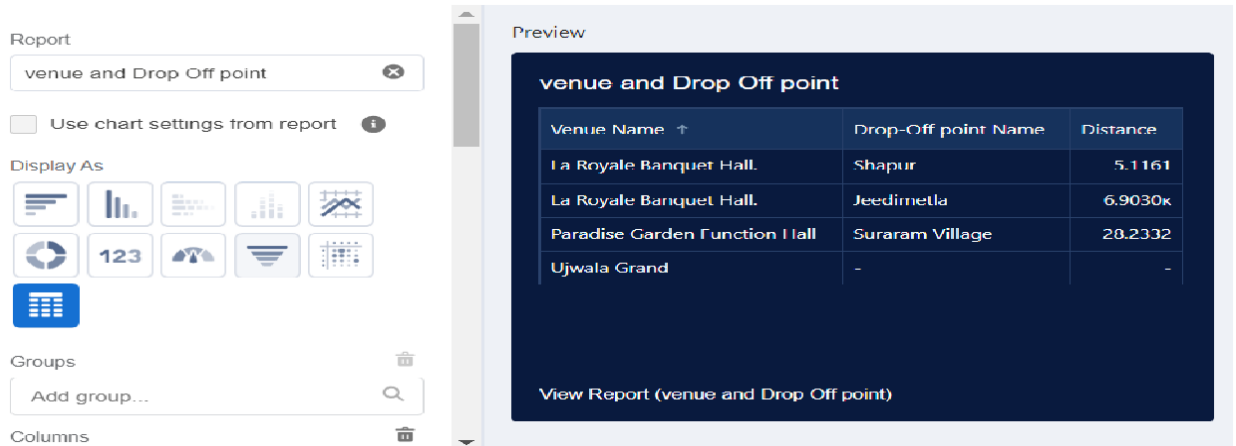 Report
venue and Drop Off point
Use chart settings from report
Display As
123
Groups
Add group...
Columns
Preview
venue and Drop Off point
Venue Name ↑ Drop-Off point Name Distance
La Royale Banquet Hall. Shapur 5.1161
La Royale Banquet Hall. Jeedimetla 6.9030K
Paradise Garden Function Hall Suraram Village 28.2332
Ujwala Grand - -
View Report (venue and Drop Off point)